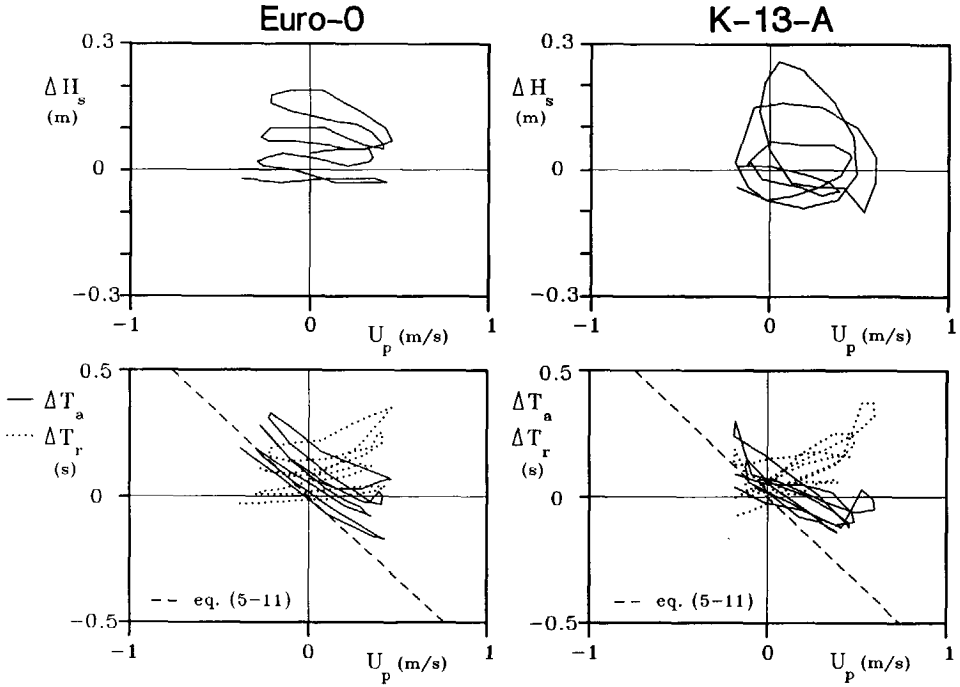 Euro-0
K-13-A
0.3
ΔH_s
(m)
0
-0.3
-1
0
1
U_p (m/s)
0.3
ΔH_s
(m)
0
-0.3
-1
0
1
U_p (m/s)
0.5
— ΔT_a
····· ΔT_r
(s)
0
-0.5
-- eq. (5-11)
-1
0
1
U_p (m/s)
0.5
ΔT_a
ΔT_r
(s)
0
-0.5
-- eq. (5-11)
-1
0
1
U_p (m/s)